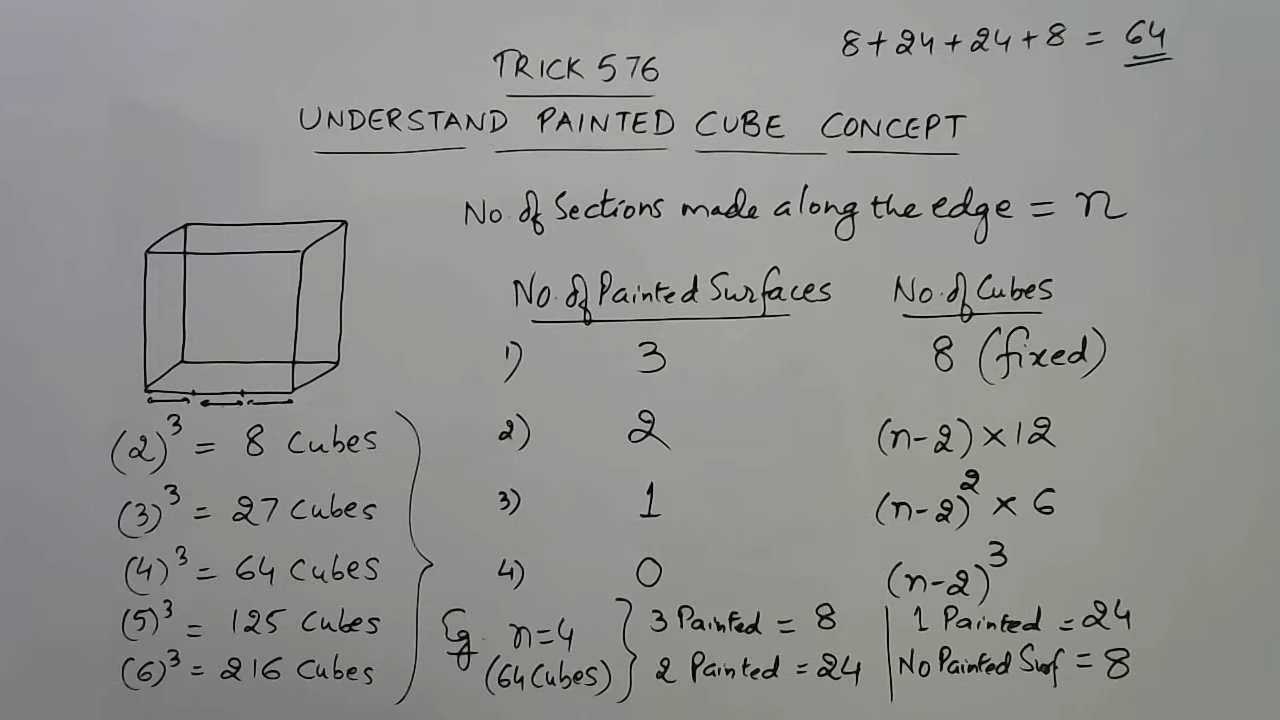 8+24+24+8 = 64
TRICK 576
UNDERSTAND PAINTED CUBE CONCEPT
No. of Sections made along the edge = n
No. of Painted Surfaces No. of Cubes
1) 3 8 (fixed)
2) 2 (n-2)×12
3) 1 (n-2)² × 6
4) 0 (n-2)³
(2)³ = 8 Cubes
(3)³ = 27 Cubes
(4)³ = 64 Cubes
(5)³ = 125 Cubes
(6)³ = 216 Cubes
Eg. n=4
(64 Cubes)
3 Painted = 8
2 Painted = 24
1 Painted = 24
No Painted Surf = 8